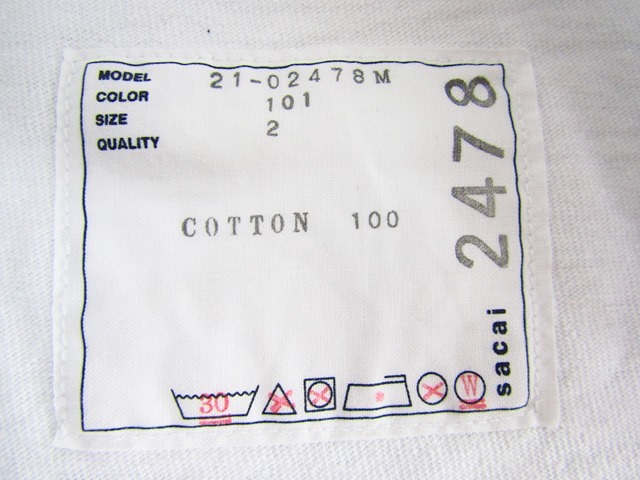 MODEL 21-02478M
COLOR 101
SIZE 2
QUALITY
COTTON 100
2478
sacai
30
W